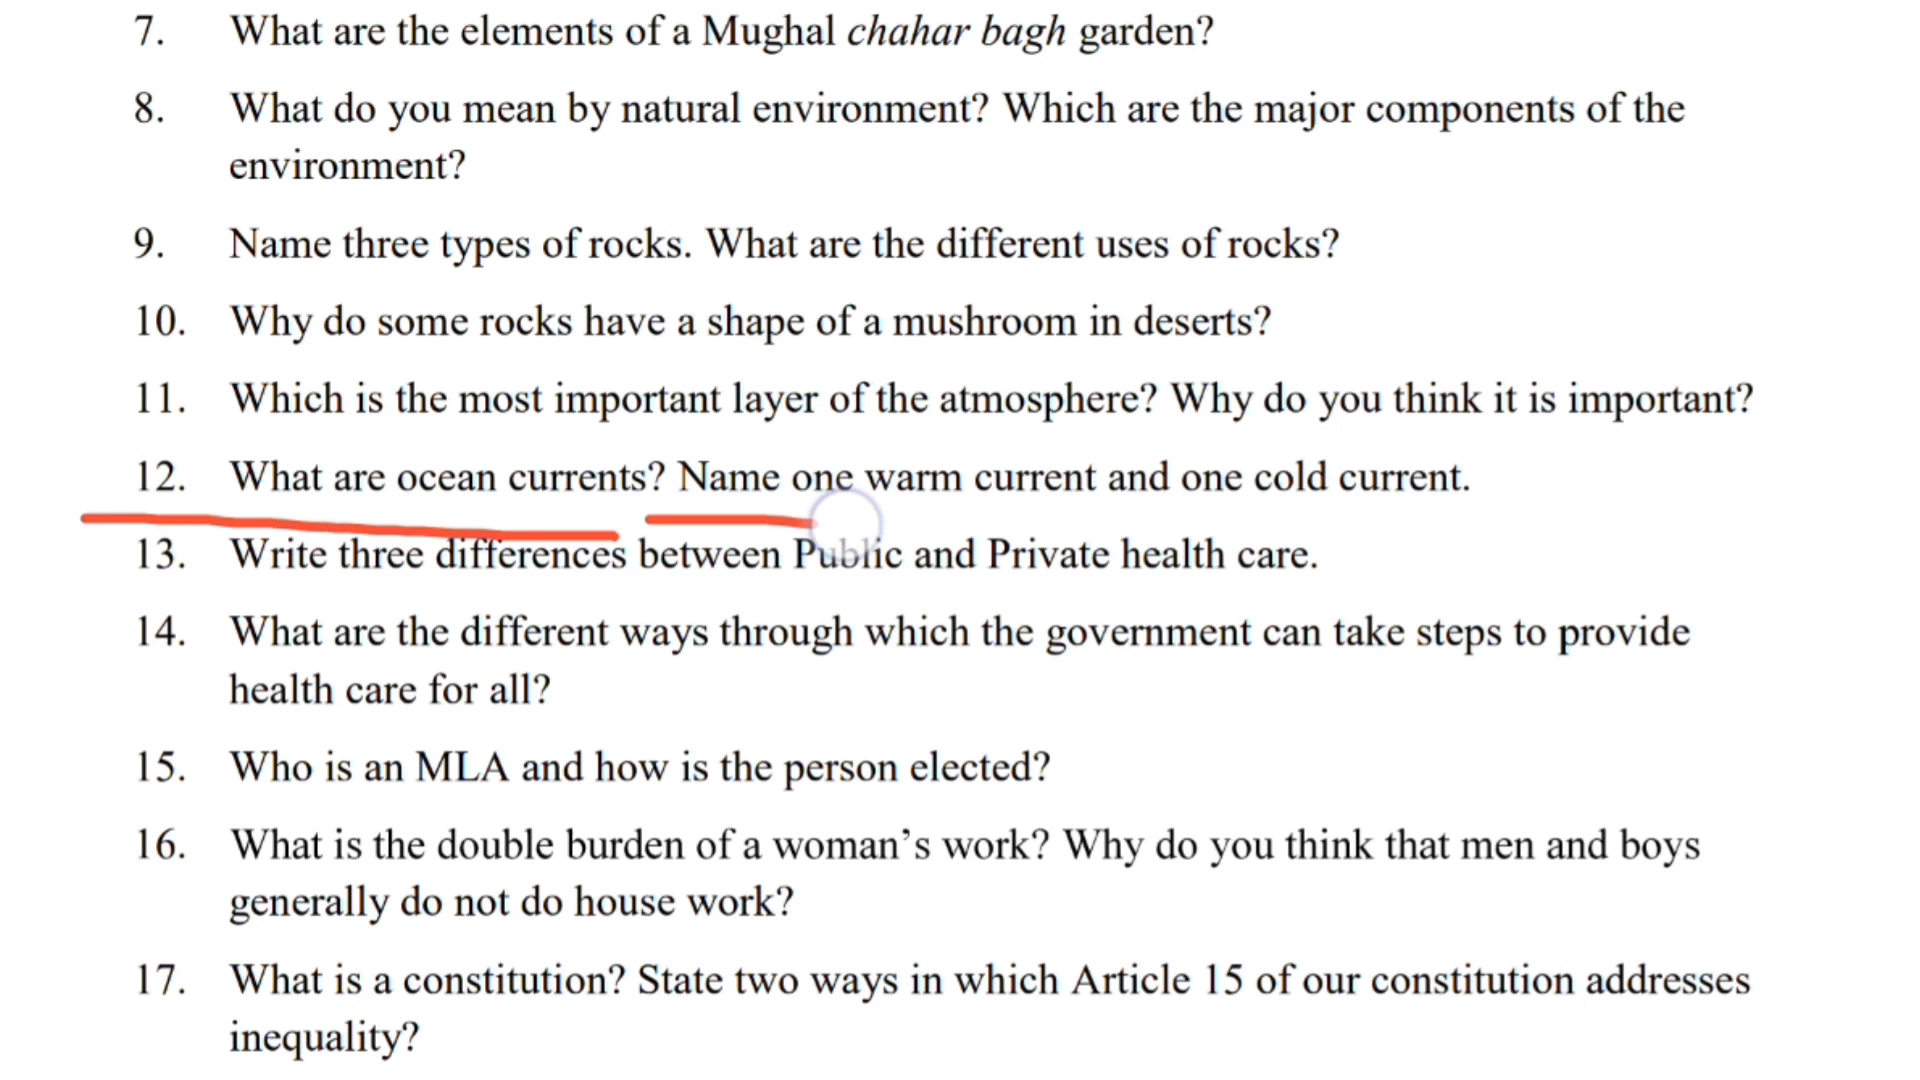 7. What are the elements of a Mughal chahar bagh garden?
8. What do you mean by natural environment? Which are the major components of the
environment?
9. Name three types of rocks. What are the different uses of rocks?
10. Why do some rocks have a shape of a mushroom in deserts?
11. Which is the most important layer of the atmosphere? Why do you think it is important?
12. What are ocean currents? Name one warm current and one cold current.
13. Write three differences between Public and Private health care.
14. What are the different ways through which the government can take steps to provide
health care for all?
15. Who is an MLA and how is the person elected?
16. What is the double burden of a woman’s work? Why do you think that men and boys
generally do not do house work?
17. What is a constitution? State two ways in which Article 15 of our constitution addresses
inequality?